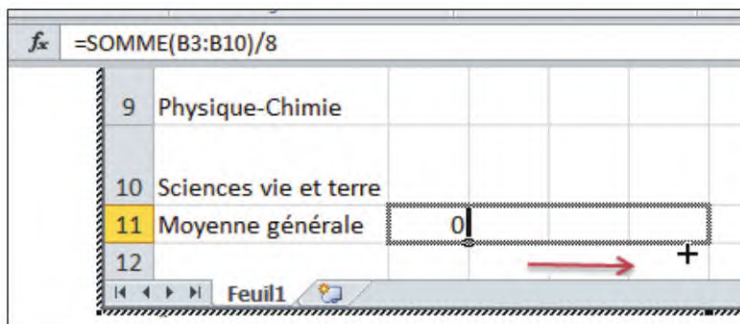 fx =SOMME(B3:B10)/8
9 Physique-Chimie
10 Sciences vie et terre
11 Moyenne générale 0
12
Feuil1